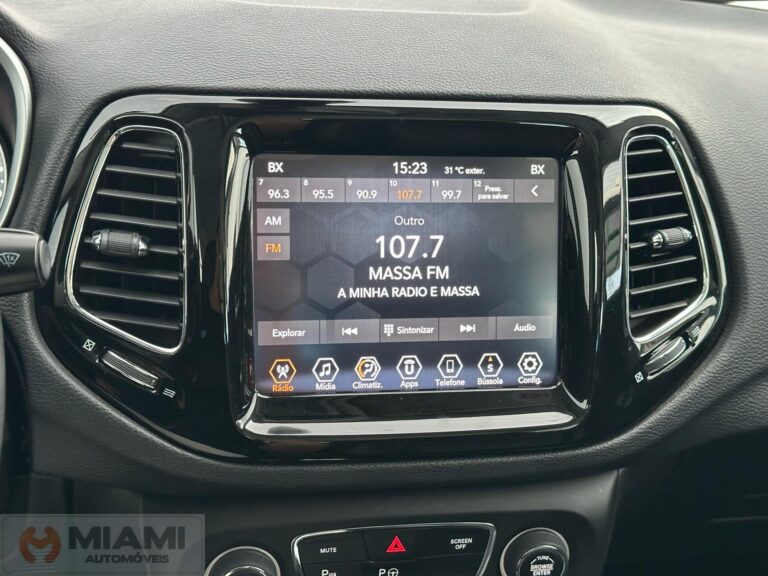 BX 15:23 31 °C exter. BX
7 8 9 10 11 12
96.3 95.5 90.9 107.7 99.7 Press. para salvar <
AM
Outro
FM
107.7
MASSA FM
A MINHA RADIO E MASSA
Explorar Sintonizar Áudio
Rádio Mídia Climatiz. Apps Telefone Bússola Config.
S
1x
MIAMI
AUTOMÓVEIS
MUTE SCREEN OFF
P P
TUNE
BROWSE
ENTER